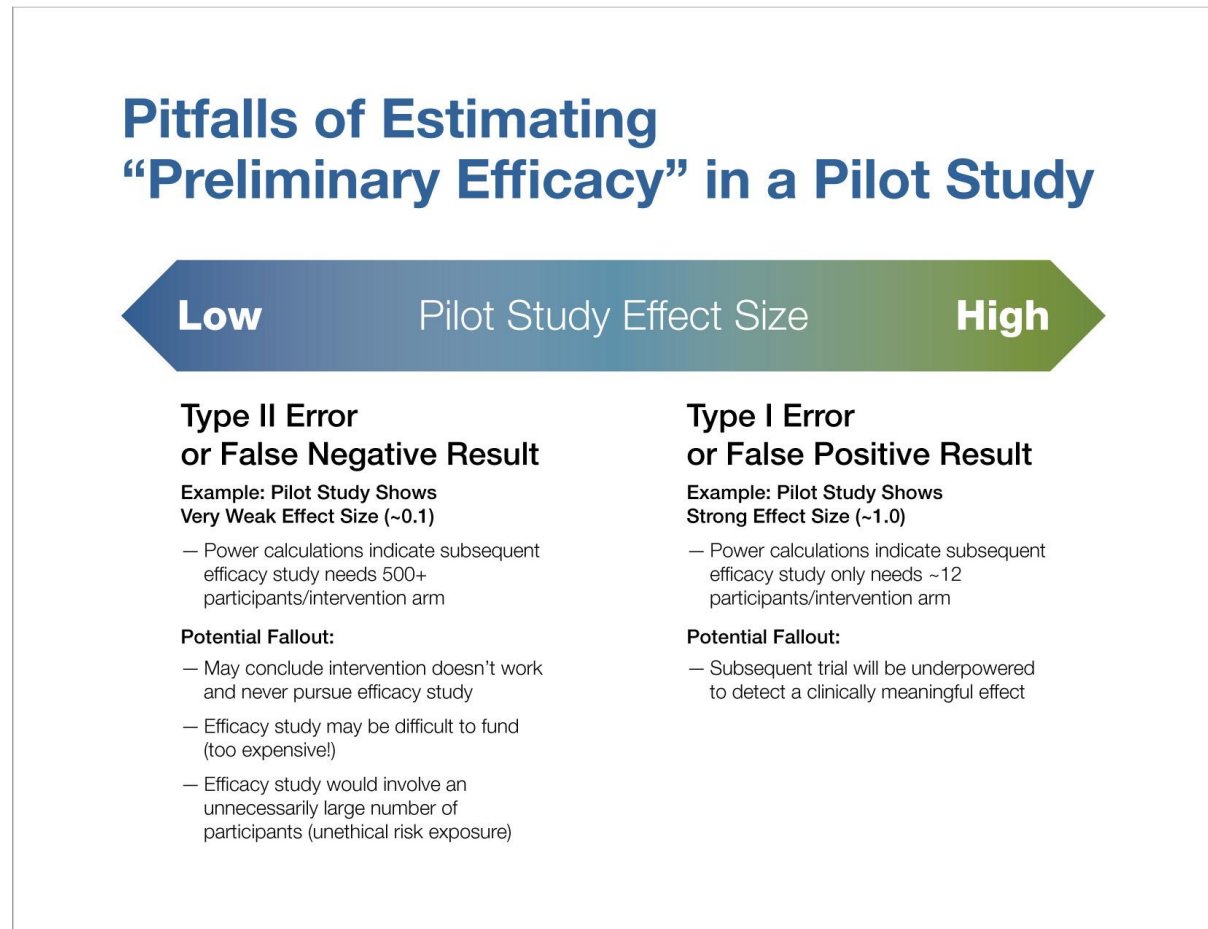 Pitfalls of Estimating
“Preliminary Efficacy” in a Pilot Study
Low Pilot Study Effect Size High
Type II Error
or False Negative Result
Example: Pilot Study Shows
Very Weak Effect Size (~0.1)
— Power calculations indicate subsequent
efficacy study needs 500+
participants/intervention arm
Potential Fallout:
— May conclude intervention doesn’t work
and never pursue efficacy study
— Efficacy study may be difficult to fund
(too expensive!)
— Efficacy study would involve an
unnecessarily large number of
participants (unethical risk exposure)
Type I Error
or False Positive Result
Example: Pilot Study Shows
Strong Effect Size (~1.0)
— Power calculations indicate subsequent
efficacy study only needs ~12
participants/intervention arm
Potential Fallout:
— Subsequent trial will be underpowered
to detect a clinically meaningful effect